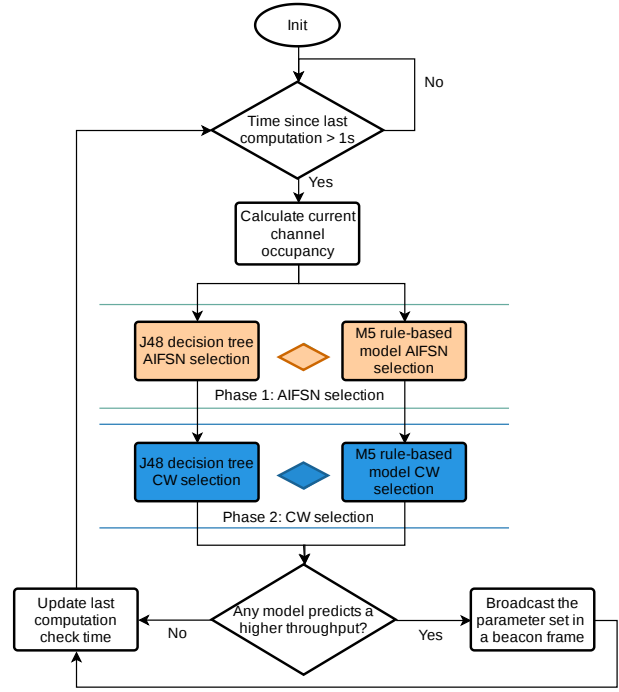 Init
No
Time since last
computation > 1s
Yes
Calculate current
channel
occupancy
J48 decision tree
AIFSN selection
M5 rule-based
model AIFSN
selection
Phase 1: AIFSN selection
J48 decision tree
CW selection
M5 rule-based
model CW
selection
Phase 2: CW selection
Any model predicts a
higher throughput?
No
Yes
Update last
computation
check time
Broadcast the
parameter set in
a beacon frame